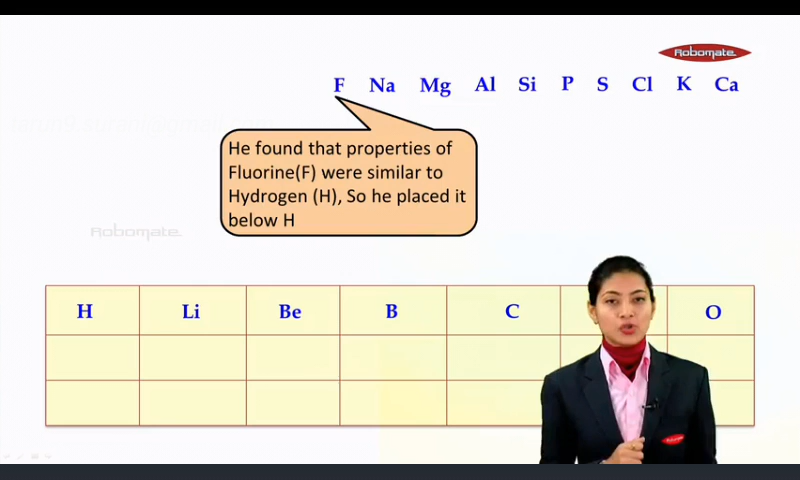 Robomate
F Na Mg Al Si P S Cl K Ca
He found that properties of
Fluorine(F) were similar to
Hydrogen (H), So he placed it
below H
Robomate
H Li Be B C O